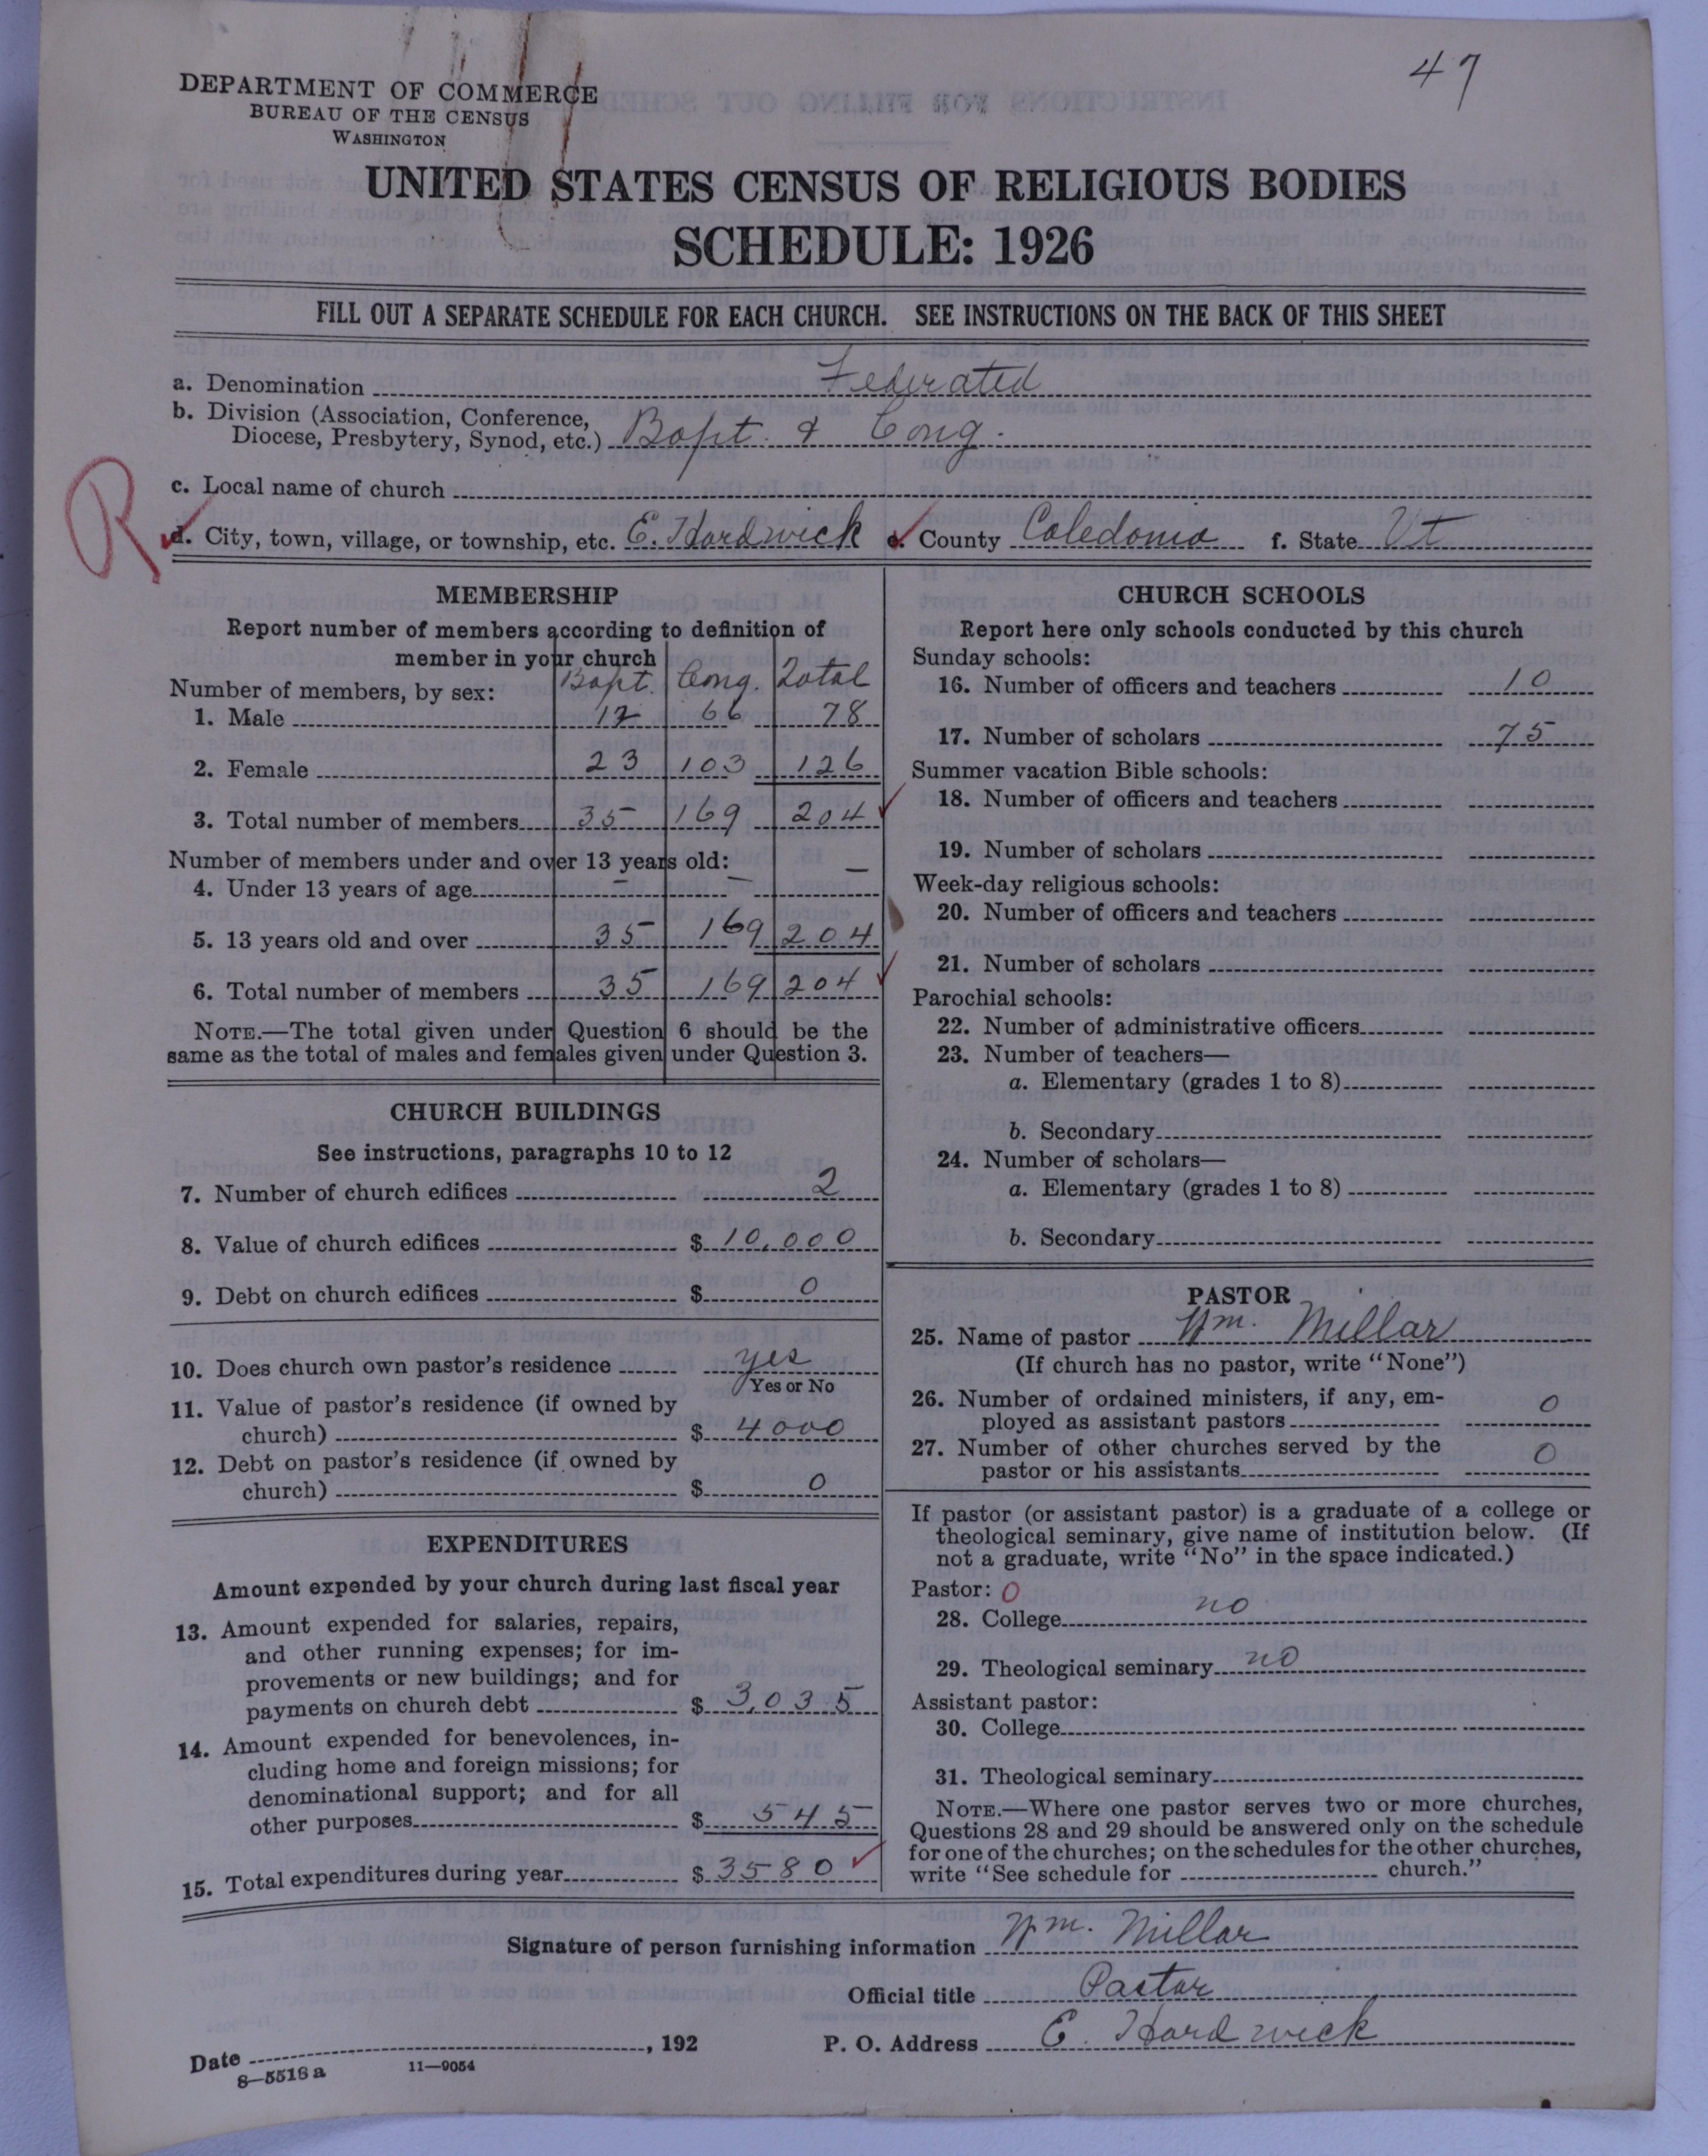 47
DEPARTMENT OF COMMERCE
BUREAU OF THE CENSUS
WASHINGTON
UNITED STATES CENSUS OF RELIGIOUS BODIES
SCHEDULE: 1926
FILL OUT A SEPARATE SCHEDULE FOR EACH CHURCH. SEE INSTRUCTIONS ON THE BACK OF THIS SHEET
a. Denomination Federated
b. Division (Association, Conference,
Diocese, Presbytery, Synod, etc.) Bapt. & Cong.
c. Local name of church
R
d. City, town, village, or township, etc. E. Hardwick e. County Caledonia f. State Vt
MEMBERSHIP
Report number of members according to definition of
member in your church
Bapt. Cong. Total
Number of members, by sex:
1. Male 12 66 78
2. Female 23 103 126
3. Total number of members 35 169 204
Number of members under and over 13 years old:
4. Under 13 years of age — — —
5. 13 years old and over 35 169 204
6. Total number of members 35 169 204
NOTE.—The total given under Question 6 should be the
same as the total of males and females given under Question 3.
CHURCH BUILDINGS
See instructions, paragraphs 10 to 12
7. Number of church edifices 2
8. Value of church edifices $ 10,000
9. Debt on church edifices $ 0
10. Does church own pastor's residence yes
Yes or No
11. Value of pastor's residence (if owned by
church) $ 4000
12. Debt on pastor's residence (if owned by
church) $ 0
EXPENDITURES
Amount expended by your church during last fiscal year
13. Amount expended for salaries, repairs,
and other running expenses; for im-
provements or new buildings; and for
payments on church debt $ 3,035
14. Amount expended for benevolences, in-
cluding home and foreign missions; for
denominational support; and for all
other purposes $ 545
15. Total expenditures during year $ 3580
CHURCH SCHOOLS
Report here only schools conducted by this church
Sunday schools:
16. Number of officers and teachers 10
17. Number of scholars 75
Summer vacation Bible schools:
18. Number of officers and teachers
19. Number of scholars
Week-day religious schools:
20. Number of officers and teachers
21. Number of scholars
Parochial schools:
22. Number of administrative officers
23. Number of teachers—
a. Elementary (grades 1 to 8)
b. Secondary
24. Number of scholars—
a. Elementary (grades 1 to 8)
b. Secondary
PASTOR
25. Name of pastor Wm. Millar
(If church has no pastor, write "None")
26. Number of ordained ministers, if any, em-
ployed as assistant pastors 0
27. Number of other churches served by the
pastor or his assistants 0
If pastor (or assistant pastor) is a graduate of a college or
theological seminary, give name of institution below. (If
not a graduate, write "No" in the space indicated.)
Pastor: 0
28. College no
29. Theological seminary no
Assistant pastor:
30. College
31. Theological seminary
NOTE.—Where one pastor serves two or more churches,
Questions 28 and 29 should be answered only on the schedule
for one of the churches; on the schedules for the other churches,
write "See schedule for church."
Signature of person furnishing information Wm. Millar
Official title Pastor
Date , 192 P. O. Address E. Hardwick
8—5518a 11—9054